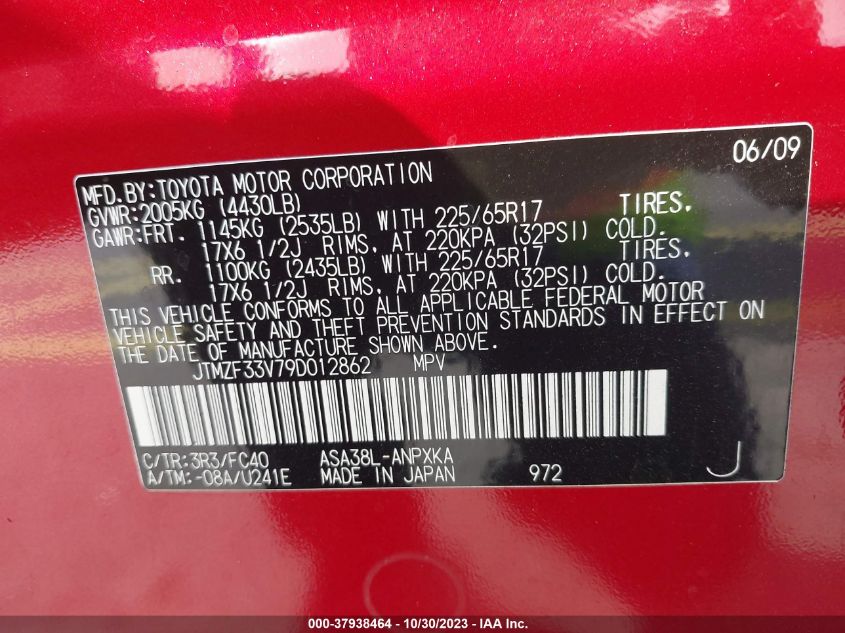 06/09
MFD.BY:TOYOTA MOTOR CORPORATION
GVWR:2005KG (4430LB)
GAWR:FRT. 1145KG (2535LB) WITH 225/65R17 TIRES,
17X6 1/2J RIMS, AT 220KPA (32PSI) COLD.
RR. 1100KG (2435LB) WITH 225/65R17 TIRES,
17X6 1/2J RIMS, AT 220KPA (32PSI) COLD.
THIS VEHICLE CONFORMS TO ALL APPLICABLE FEDERAL MOTOR
VEHICLE SAFETY AND THEFT PREVENTION STANDARDS IN EFFECT ON
THE DATE OF MANUFACTURE SHOWN ABOVE.
JTMZF33V79D012862 MPV
C/TR:3R3/FC40 ASA38L-ANPXKA
A/TM:-08A/U241E MADE IN JAPAN 972 J
000-37938464 - 10/30/2023 - IAA Inc.